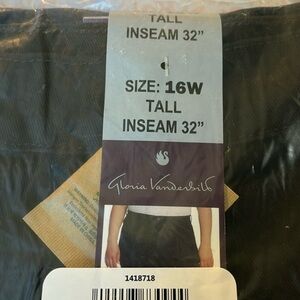 TALL
INSEAM 32”
SIZE: 16W
TALL
INSEAM 32”
Gloria Vanderbilt
1418718